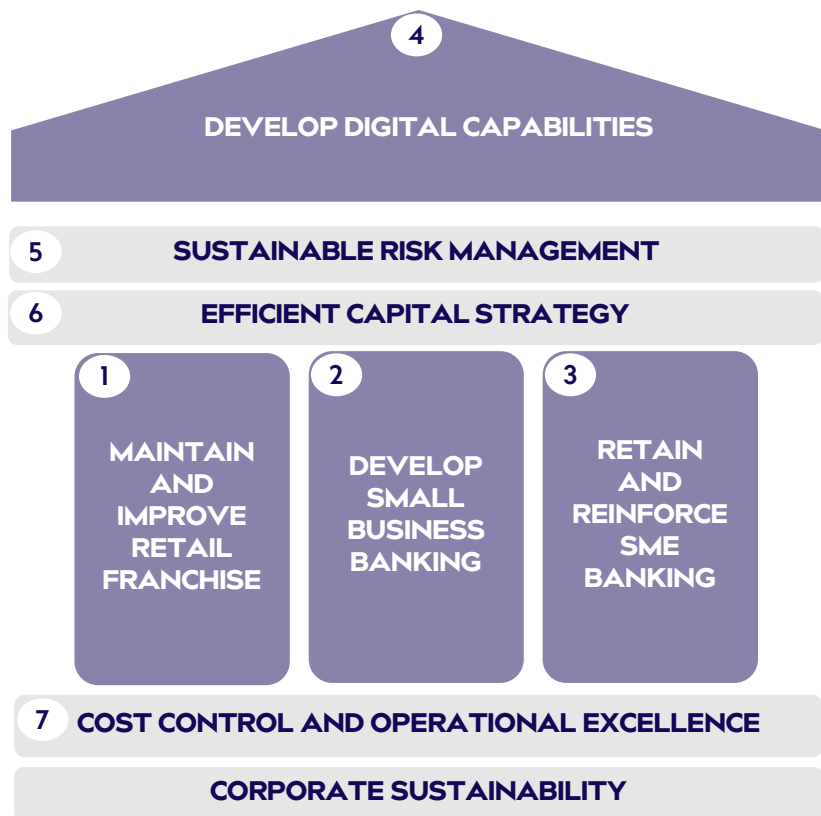 4
DEVELOP DIGITAL CAPABILITIES
5
SUSTAINABLE RISK MANAGEMENT
6
EFFICIENT CAPITAL STRATEGY
1
MAINTAIN
AND
IMPROVE
RETAIL
FRANCHISE
2
DEVELOP
SMALL
BUSINESS
BANKING
3
RETAIN
AND
REINFORCE
SME
BANKING
7
COST CONTROL AND OPERATIONAL EXCELLENCE
CORPORATE SUSTAINABILITY